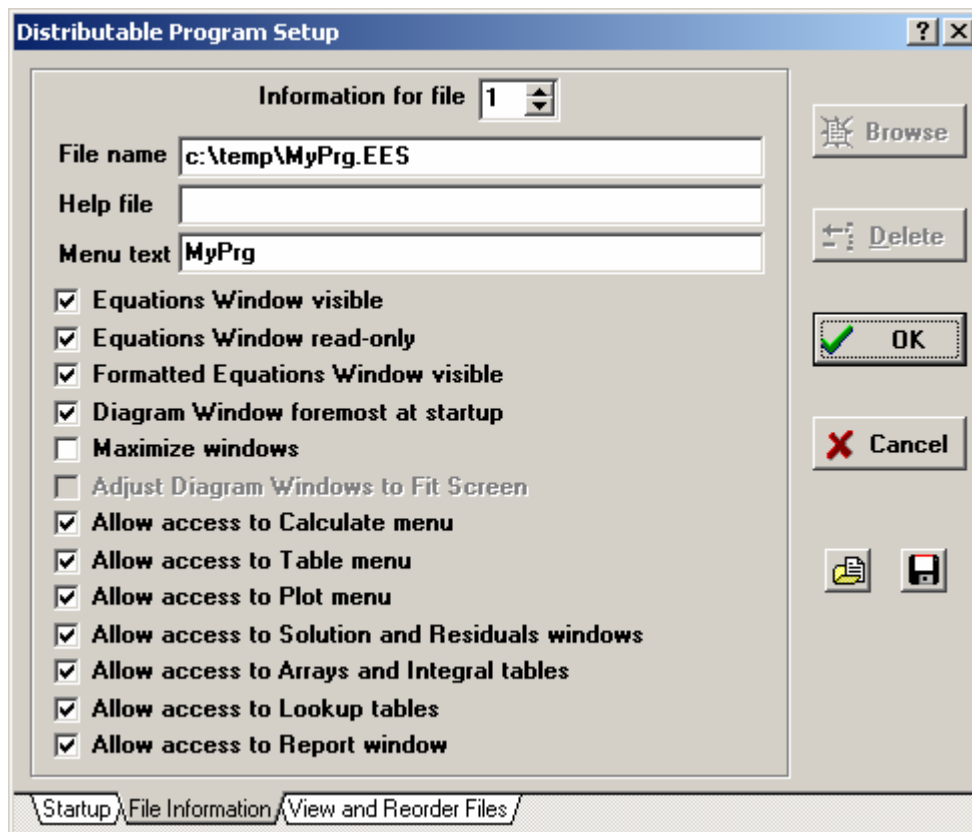 Distributable Program Setup
Information for file 1
File name c:\temp\MyPrg.EES
Help file
Menu text MyPrg
Equations Window visible
Equations Window read-only
Formatted Equations Window visible
Diagram Window foremost at startup
Maximize windows
Adjust Diagram Windows to Fit Screen
Allow access to Calculate menu
Allow access to Table menu
Allow access to Plot menu
Allow access to Solution and Residuals windows
Allow access to Arrays and Integral tables
Allow access to Lookup tables
Allow access to Report window
Browse
Delete
OK
Cancel
Startup File Information View and Reorder Files